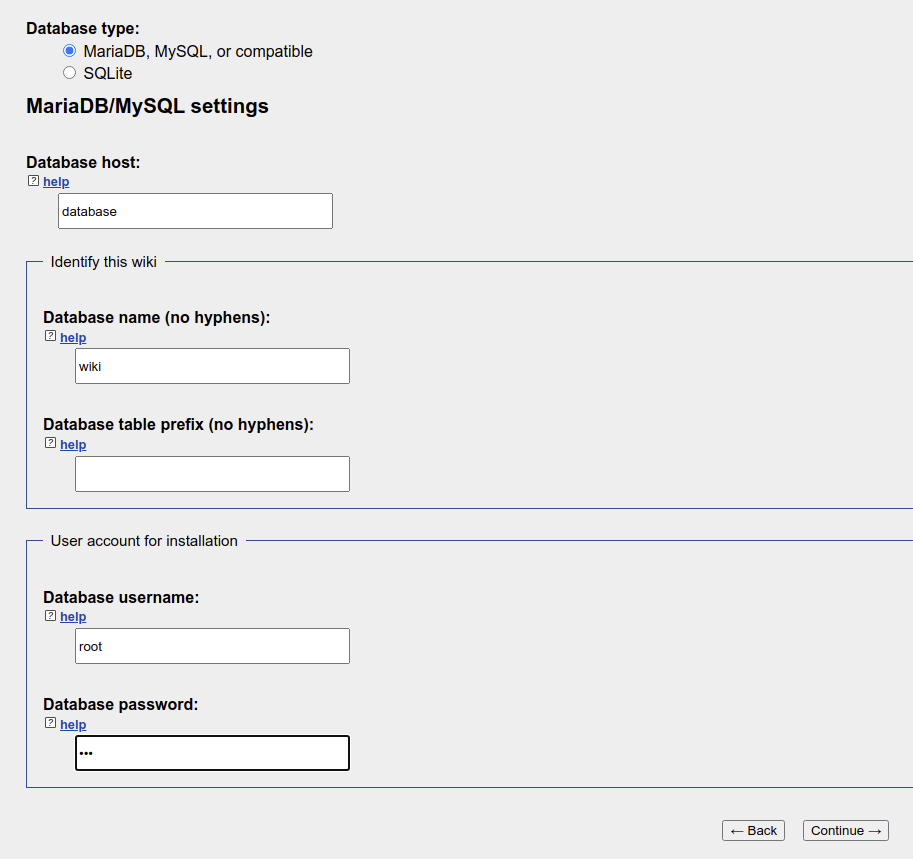 Database type:
MariaDB, MySQL, or compatible
SQLite
MariaDB/MySQL settings
Database host:
? help
database
Identify this wiki
Database name (no hyphens):
? help
wiki
Database table prefix (no hyphens):
? help
User account for installation
Database username:
? help
root
Database password:
? help
•••
← Back Continue →